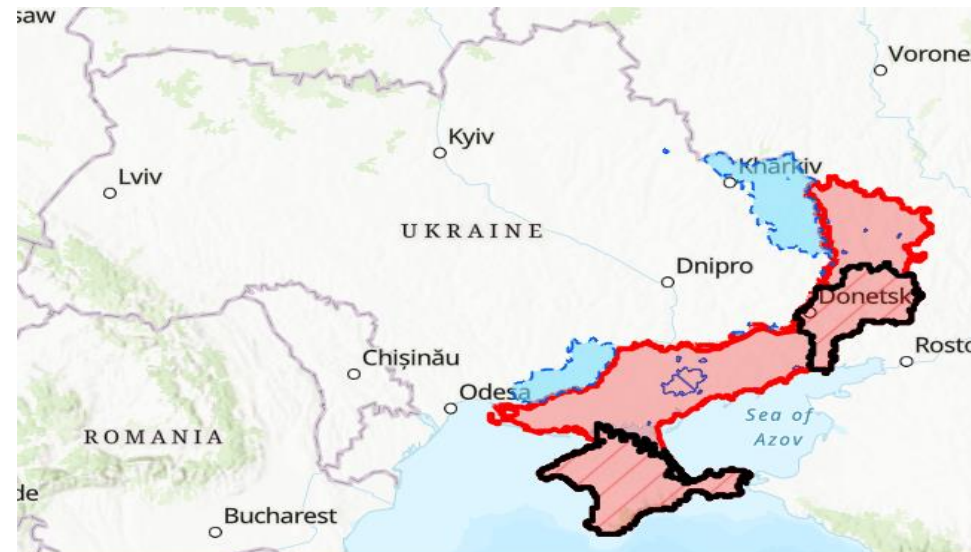 saw
Vorone
Kyiv
Kharkiv
Lviv
UKRAINE
Dnipro
Donetsk
Chișinău
Rosto
Odesa
Sea of
Azov
ROMANIA
de
Bucharest